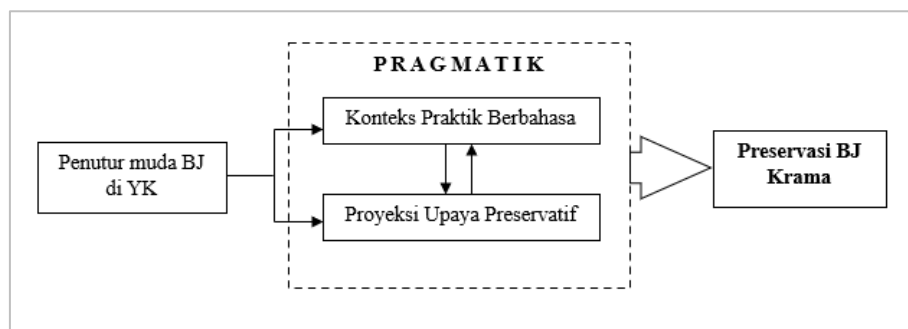 PRAGMATIK
Konteks Praktik Berbahasa
Penutur muda BJ
di YK
Proyeksi Upaya Preservatif
Preservasi BJ
Krama